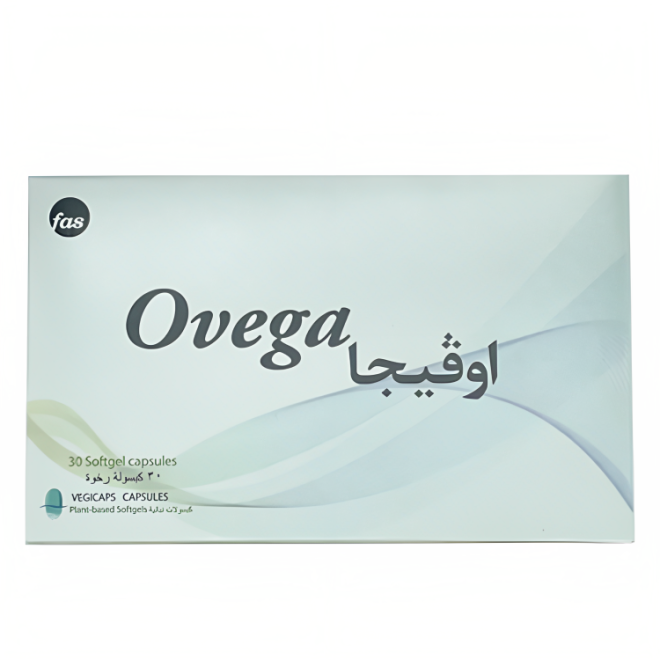 fas
Ovega
اوڤيجا
30 Softgel capsules
٣٠ كبسولة رخوة
VEGICAPS CAPSULES
Plant-based Softgels كبسولات نباتية